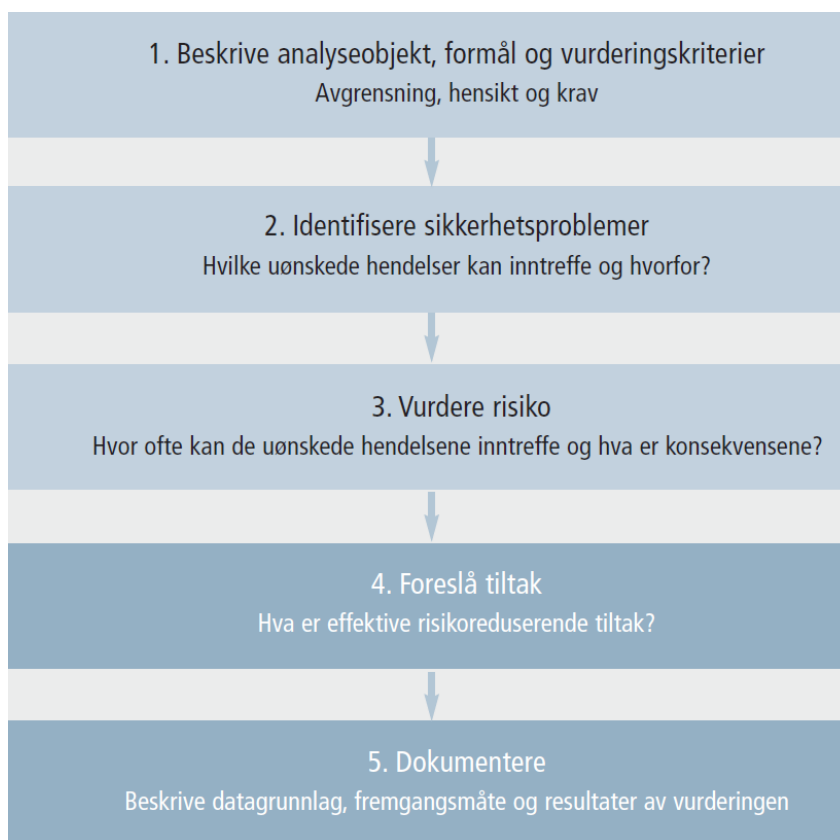 1. Beskrive analyseobjekt, formål og vurderingskriterier
Avgrensning, hensikt og krav
2. Identifisere sikkerhetsproblemer
Hvilke uønskede hendelser kan inntreffe og hvorfor?
3. Vurdere risiko
Hvor ofte kan de uønskede hendelsene inntreffe og hva er konsekvensene?
4. Foreslå tiltak
Hva er effektive risikoreduserende tiltak?
5. Dokumentere
Beskrive datagrunnlag, fremgangsmåte og resultater av vurderingen